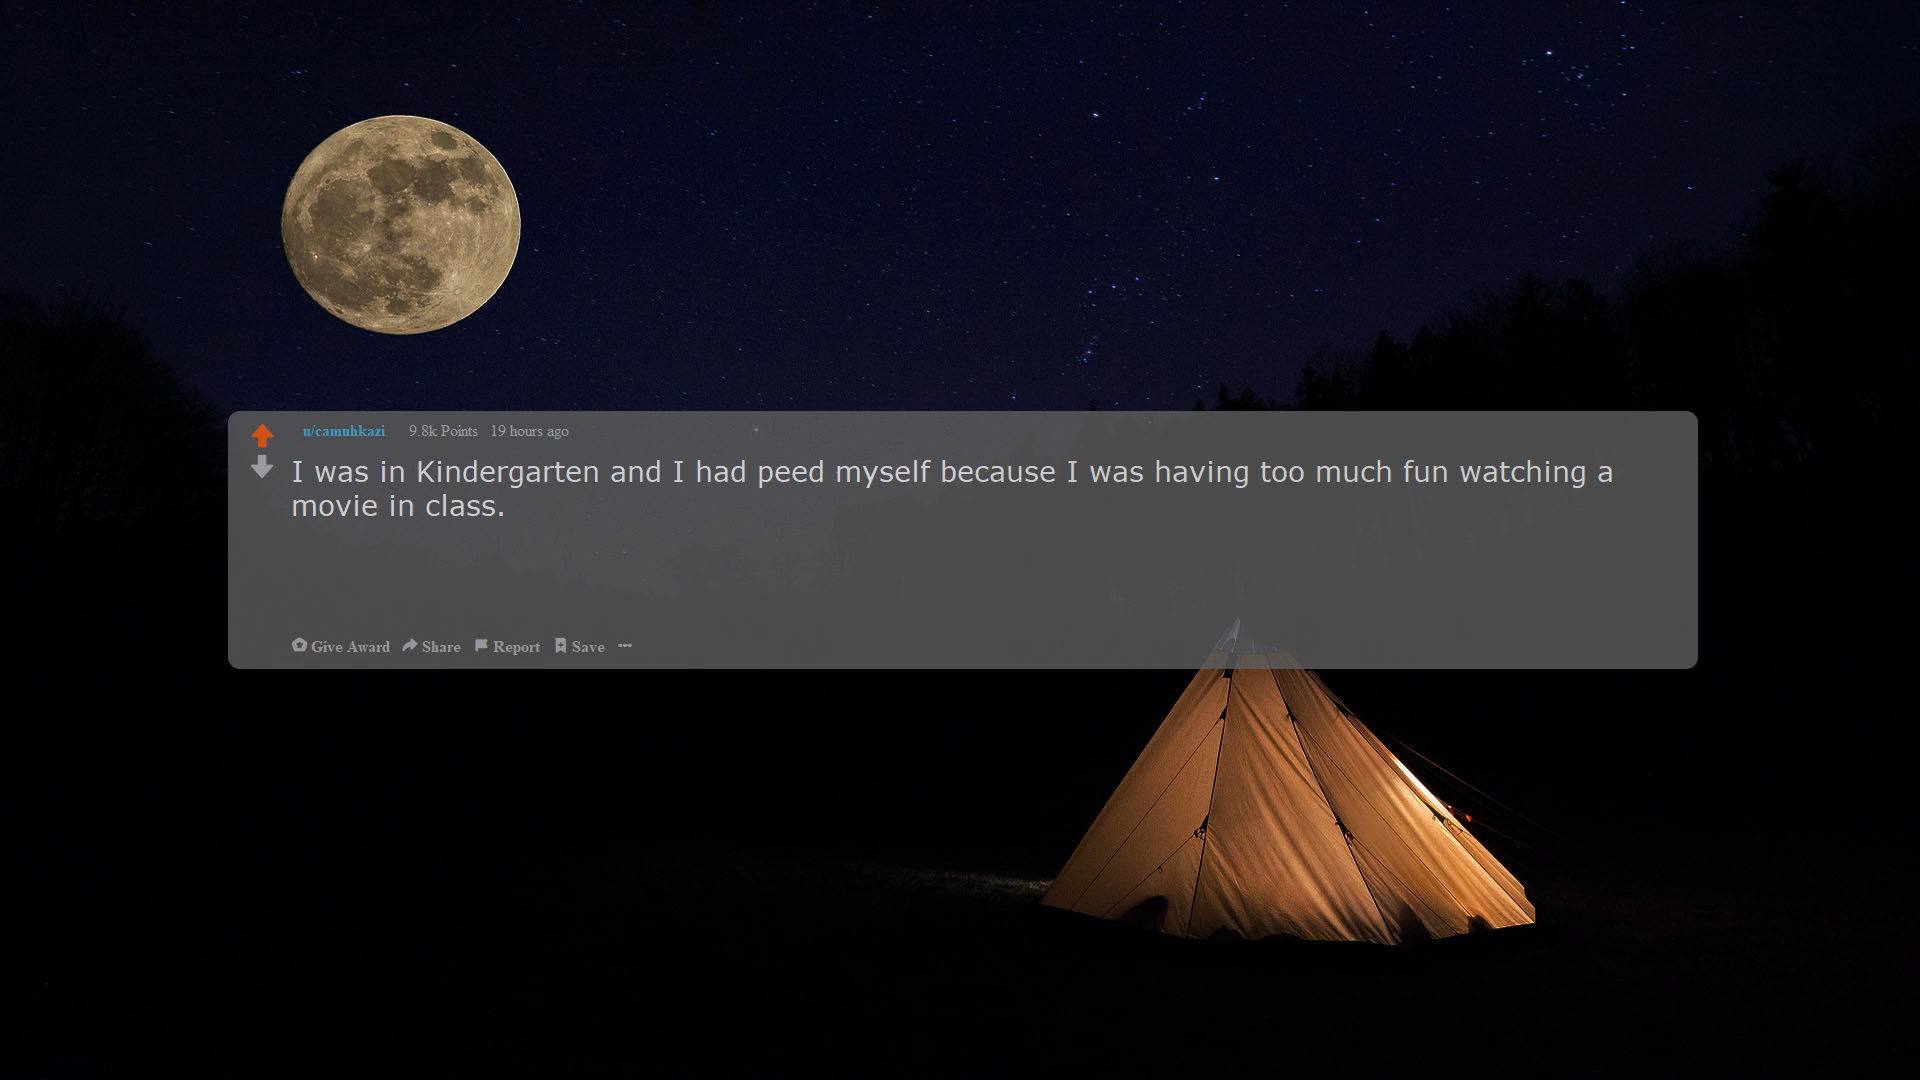 u/camuhkazi 9.8k Points 19 hours ago
I was in Kindergarten and I had peed myself because I was having too much fun watching a
movie in class.
Give Award Share Report Save ···